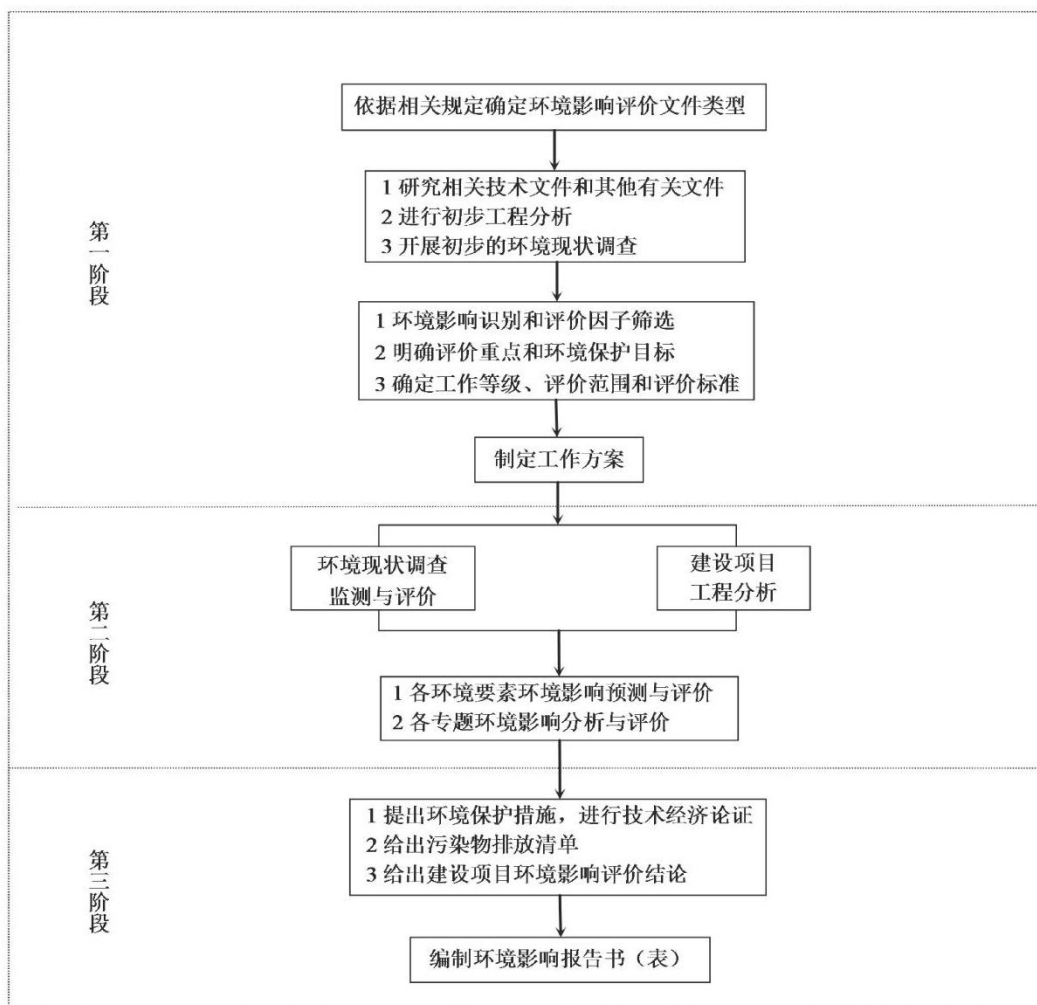 依据相关规定确定环境影响评价文件类型
1 研究相关技术文件和其他有关文件
2 进行初步工程分析
3 开展初步的环境现状调查
第一阶段
1 环境影响识别和评价因子筛选
2 明确评价重点和环境保护目标
3 确定工作等级、评价范围和评价标准
制定工作方案
环境现状调查
监测与评价
建设项目
工程分析
第二阶段
1 各环境要素环境影响预测与评价
2 各专题环境影响分析与评价
1 提出环境保护措施，进行技术经济论证
2 给出污染物排放清单
3 给出建设项目环境影响评价结论
第三阶段
编制环境影响报告书（表）